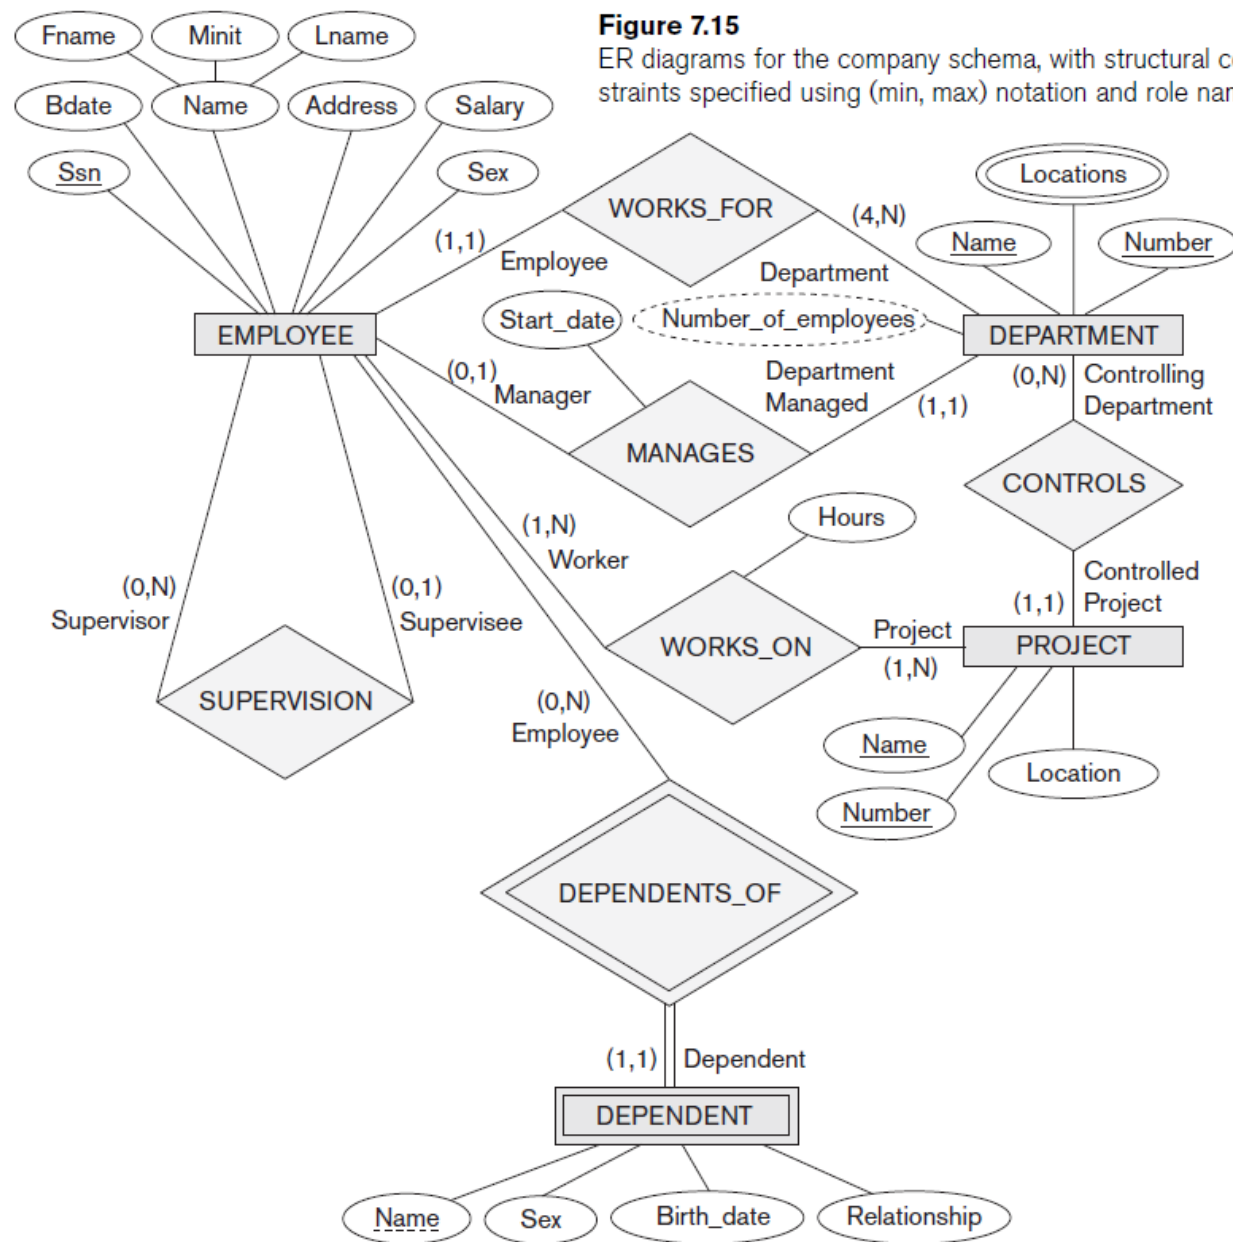 Figure 7.15
ER diagrams for the company schema, with structural co
straints specified using (min, max) notation and role nar
Fname
Minit
Lname
Bdate
Name
Address
Salary
Ssn
Sex
WORKS_FOR
Locations
(4,N)
Name
Number
(1,1)
Employee
Department
Start_date
Number_of_employees
EMPLOYEE
DEPARTMENT
(0,1)
Manager
Department
Managed
(1,1)
(0,N)
Controlling
Department
MANAGES
CONTROLS
Hours
(1,N)
Worker
(0,N)
Supervisor
(0,1)
Supervisee
Controlled
Project
(1,1)
Project
WORKS_ON
(1,N)
PROJECT
SUPERVISION
(0,N)
Employee
Name
Location
Number
DEPENDENTS_OF
(1,1)
Dependent
DEPENDENT
Name
Sex
Birth_date
Relationship